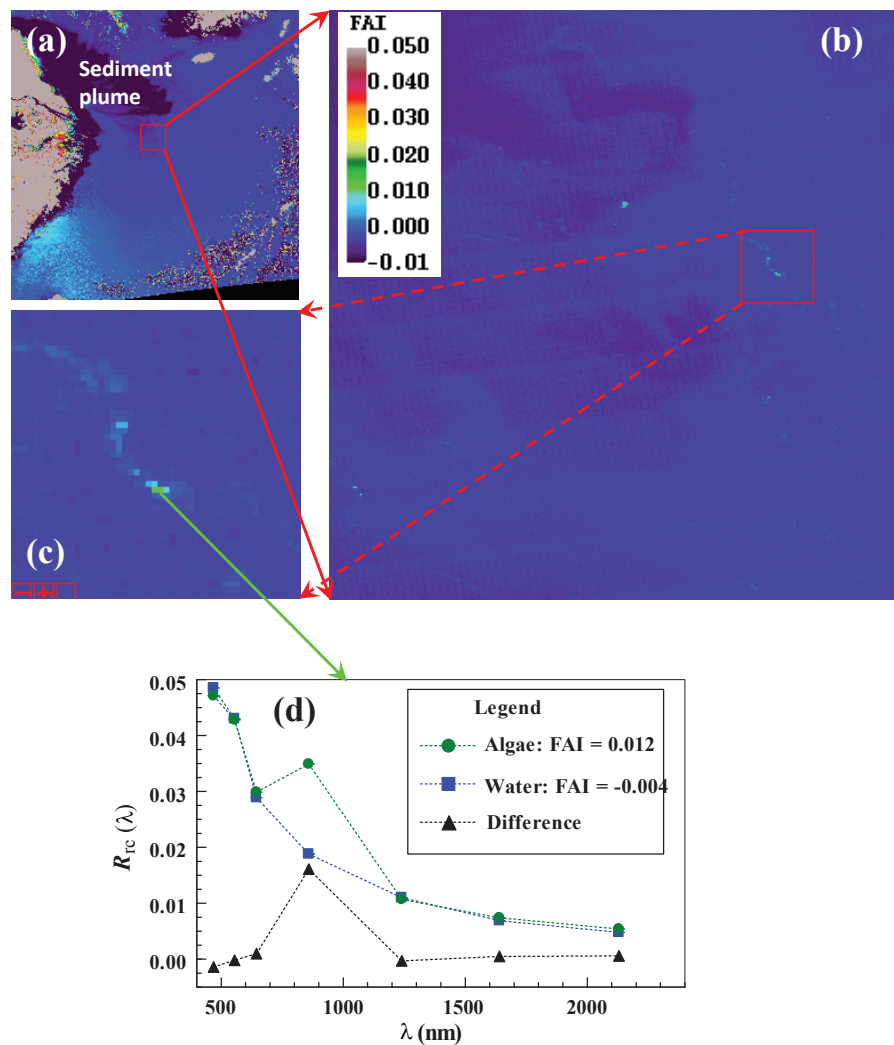 (a)
Sediment
plume
FAI
0.050
0.040
0.030
0.020
0.010
0.000
-0.01
(b)
(c)
(d)
Legend
Algae: FAI = 0.012
Water: FAI = -0.004
Difference
0.05
0.04
0.03
0.02
0.01
0.00
Rrc (λ)
500
1000
1500
2000
λ (nm)